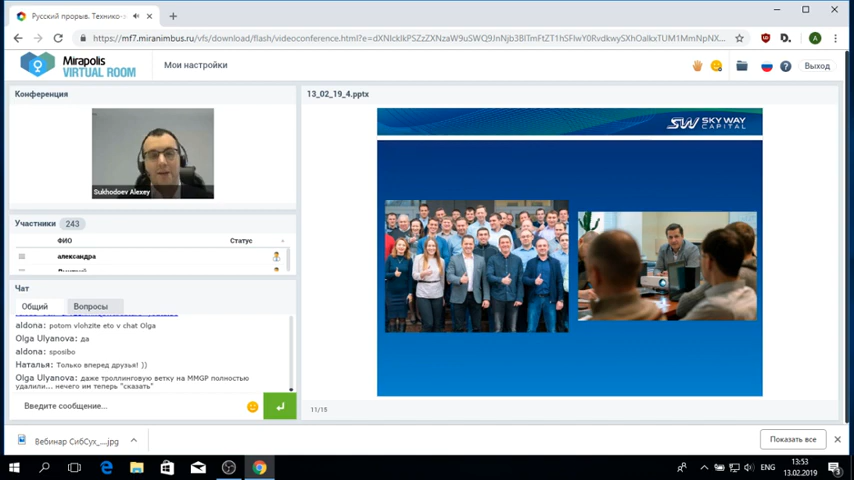 Русский прорыв. Технико-э
https://mf7.miranimbus.ru/vfs/download/flash/videoconference.html?e=
Mirapolis
VIRTUAL ROOM
Мои настройки
Выход
Конференция
Sukhodoev Alexey
Участники 243
ФИО Статус
александра
Чат
Общий Вопросы
aldona: potom vlohzite eto v chat Olga
Olga Ulyanova: да
aldona: sposibo
Наталья: Только вперед друзья! ))
Olga Ulyanova: даже троллинговую ветку на MMGP полностью
удалили... нечего им теперь "сказать"
Введите сообщение...
13_02_19_4.pptx
SW SKY WAY
CAPITAL
11/15
Вебинар СибСух_....jpg
Показать все
ENG
13:53
13.02.2019